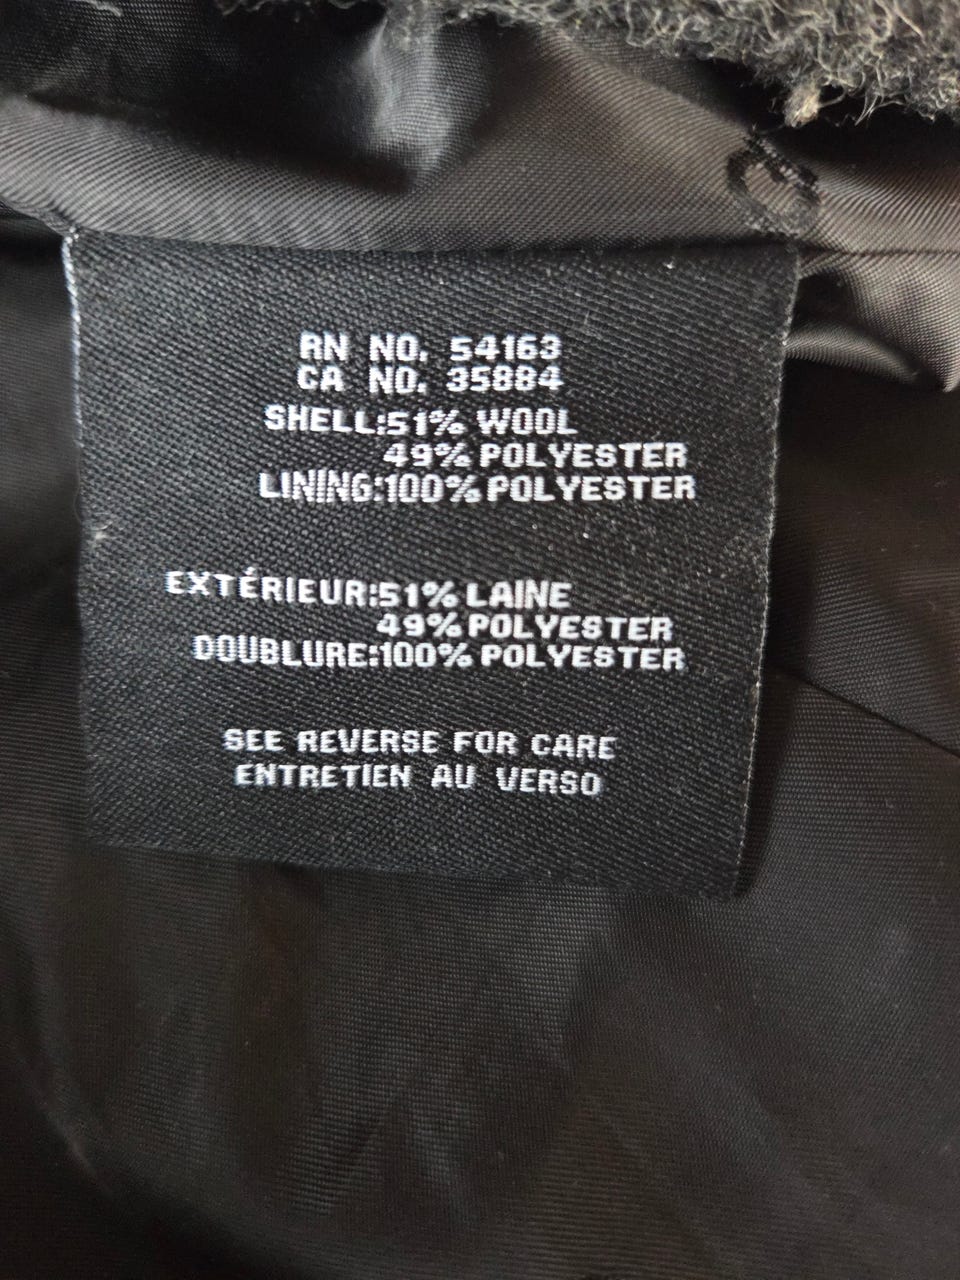 RN NO. 54163
CA NO. 35884
SHELL:51% WOOL
49% POLYESTER
LINING:100% POLYESTER
EXTÉRIEUR:51% LAINE
49% POLYESTER
DOUBLURE:100% POLYESTER
SEE REVERSE FOR CARE
ENTRETIEN AU VERSO